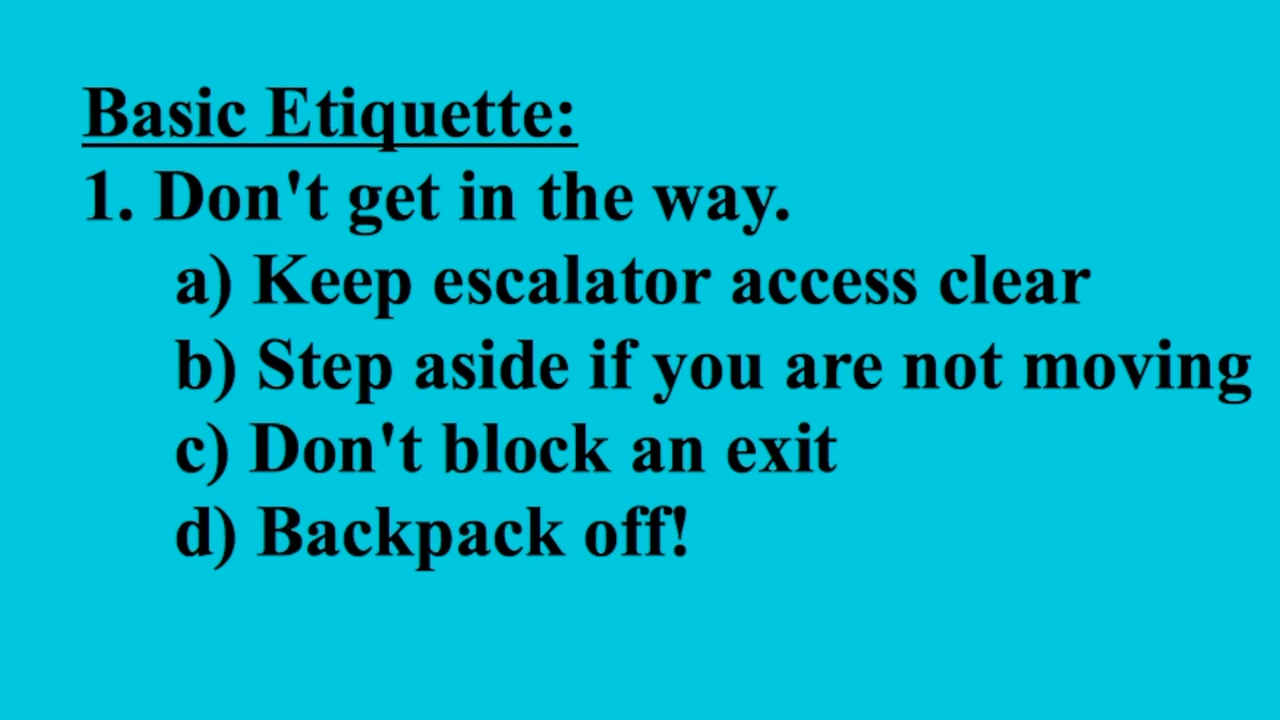 Basic Etiquette:
1. Don't get in the way.
a) Keep escalator access clear
b) Step aside if you are not moving
c) Don't block an exit
d) Backpack off!